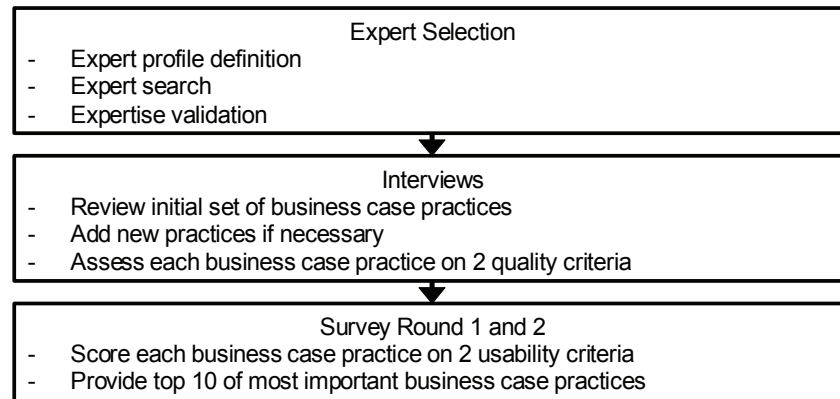 Expert Selection
- Expert profile definition
- Expert search
- Expertise validation
Interviews
- Review initial set of business case practices
- Add new practices if necessary
- Assess each business case practice on 2 quality criteria
Survey Round 1 and 2
- Score each business case practice on 2 usability criteria
- Provide top 10 of most important business case practices